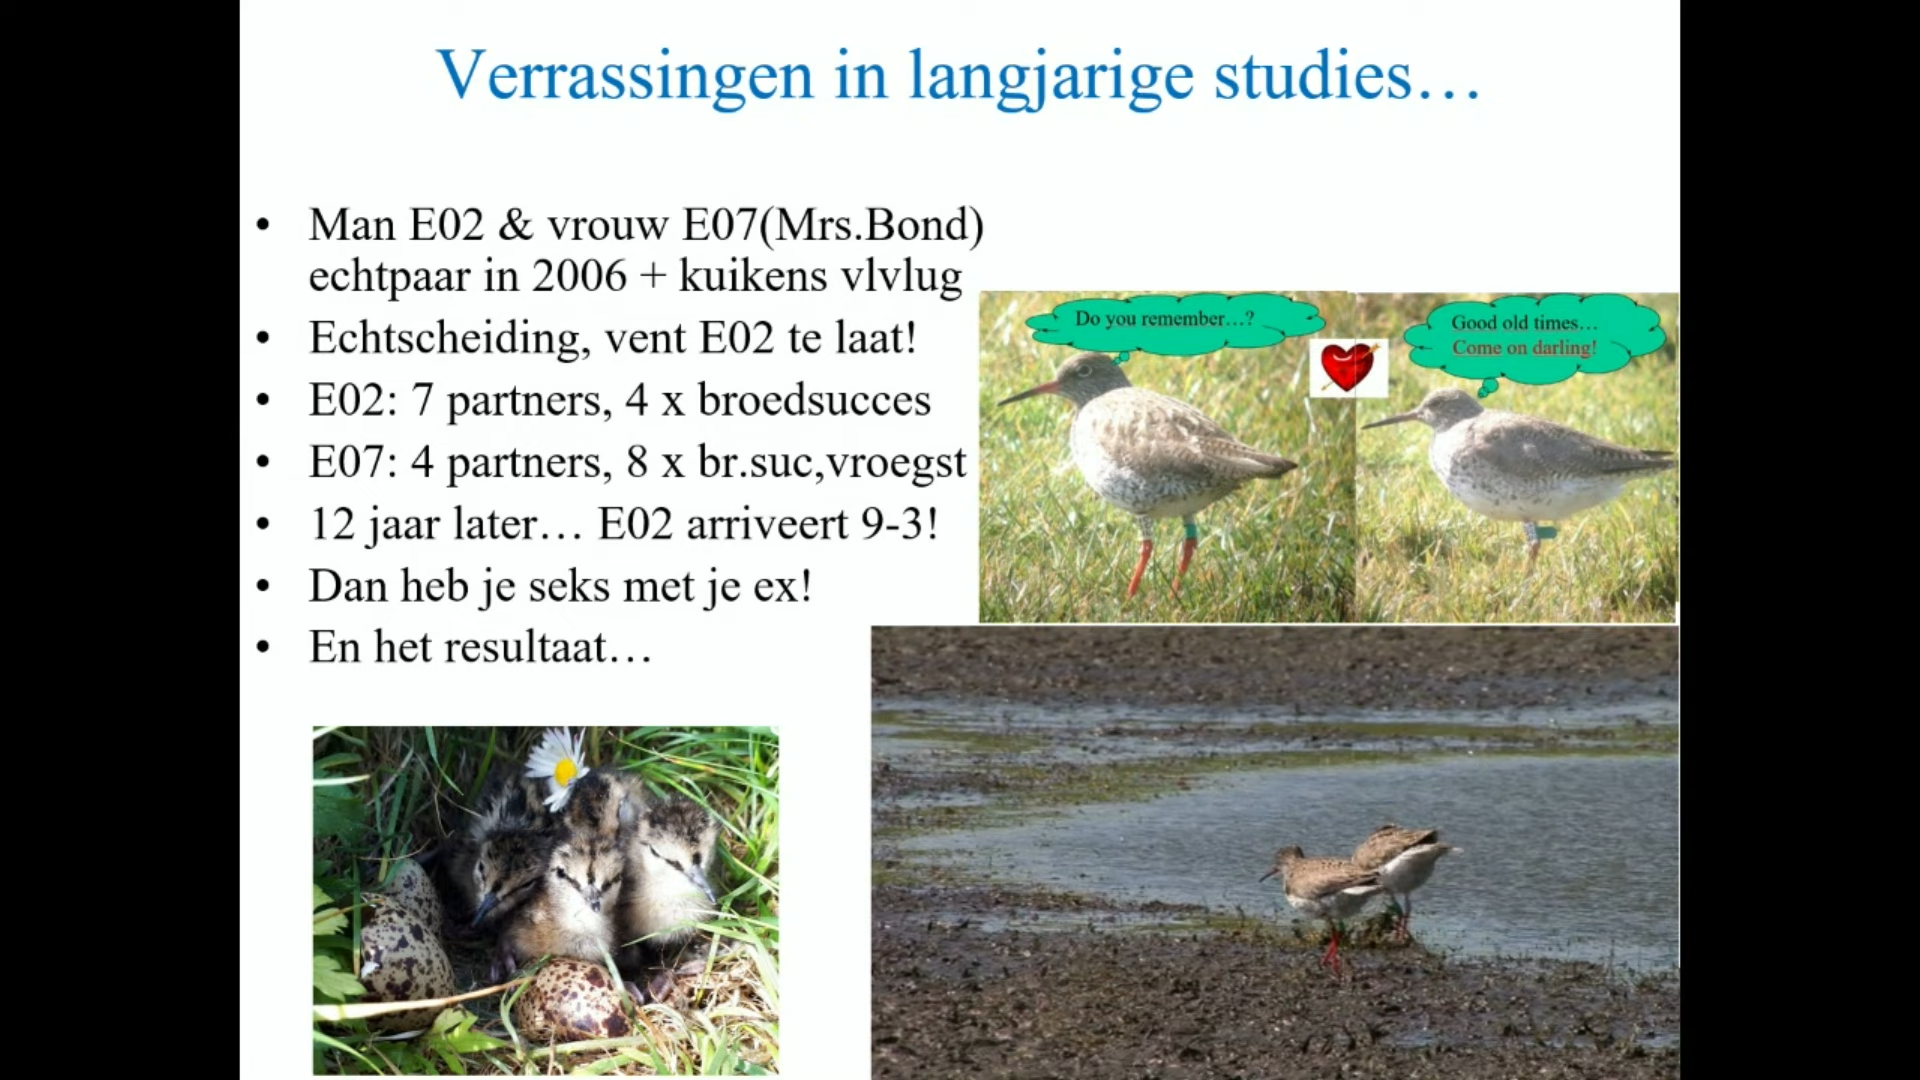 Verrassingen in langjarige studies…
• Man E02 & vrouw E07(Mrs.Bond)
echtpaar in 2006 + kuikens vlvlug
• Echtscheiding, vent E02 te laat!
• E02: 7 partners, 4 x broedsucces
• E07: 4 partners, 8 x br.suc,vroegst
• 12 jaar later… E02 arriveert 9-3!
• Dan heb je seks met je ex!
• En het resultaat…
Do you remember…?
Good old times…
Come on darling!